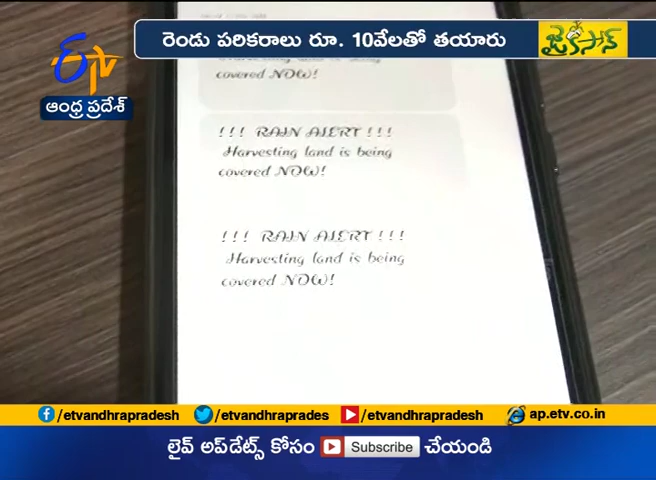 రెండు పరికరాలు రూ. 10వేలతో తయారు
జైకిసాన్
ETV
ఆంధ్ర ప్రదేశ్
covered NOW!
!!! RAIN ALERT !!!
Harvesting land is being
covered NOW!
!!! RAIN ALERT !!!
Harvesting land is being
covered NOW!
/etvandhrapradesh
/etvandhraprades
/etvandhrapradesh
ap.etv.co.in
లైవ్ అప్‌డేట్స్ కోసం Subscribe చేయండి